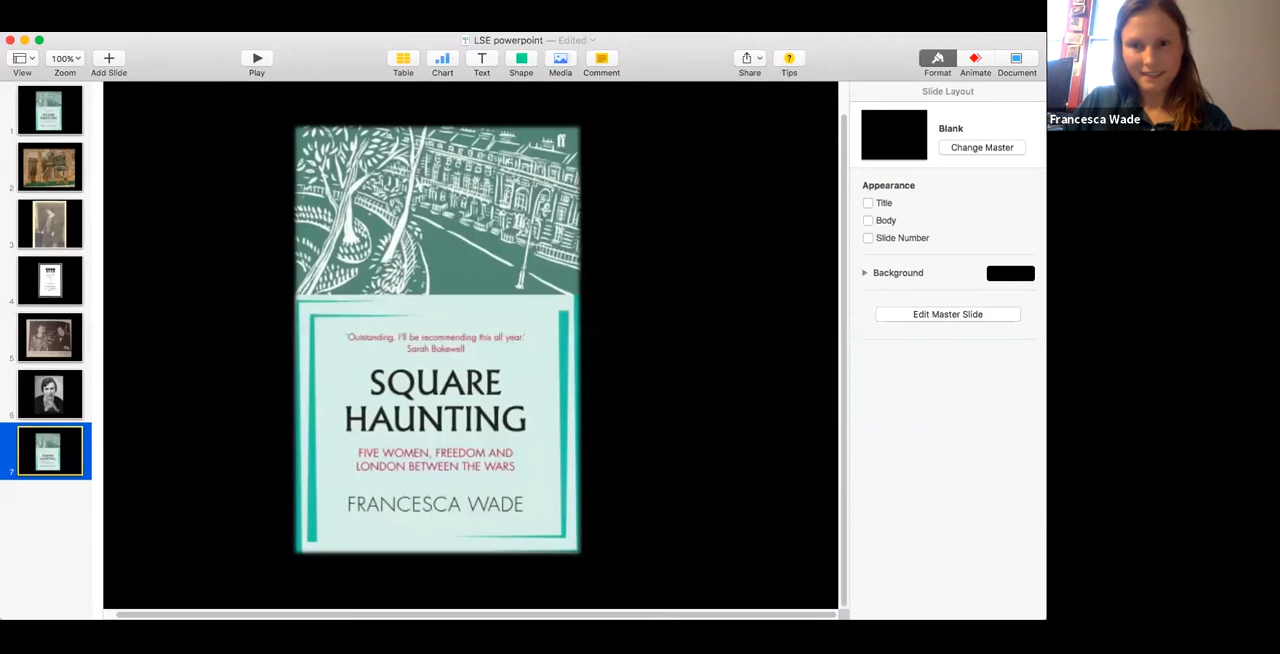 LSE powerpoint — Edited
View
100%
Zoom
Add Slide
Play
Table
Chart
Text
Shape
Media
Comment
Share
Tips
Format
Animate
Document
Slide Layout
Blank
Change Master
Appearance
Title
Body
Slide Number
Background
Edit Master Slide
1
2
3
4
5
6
7
ff
'Outstanding, I'll be recommending this all year.'
Sarah Bakewell
SQUARE
HAUNTING
FIVE WOMEN, FREEDOM AND
LONDON BETWEEN THE WARS
FRANCESCA WADE
Francesca Wade